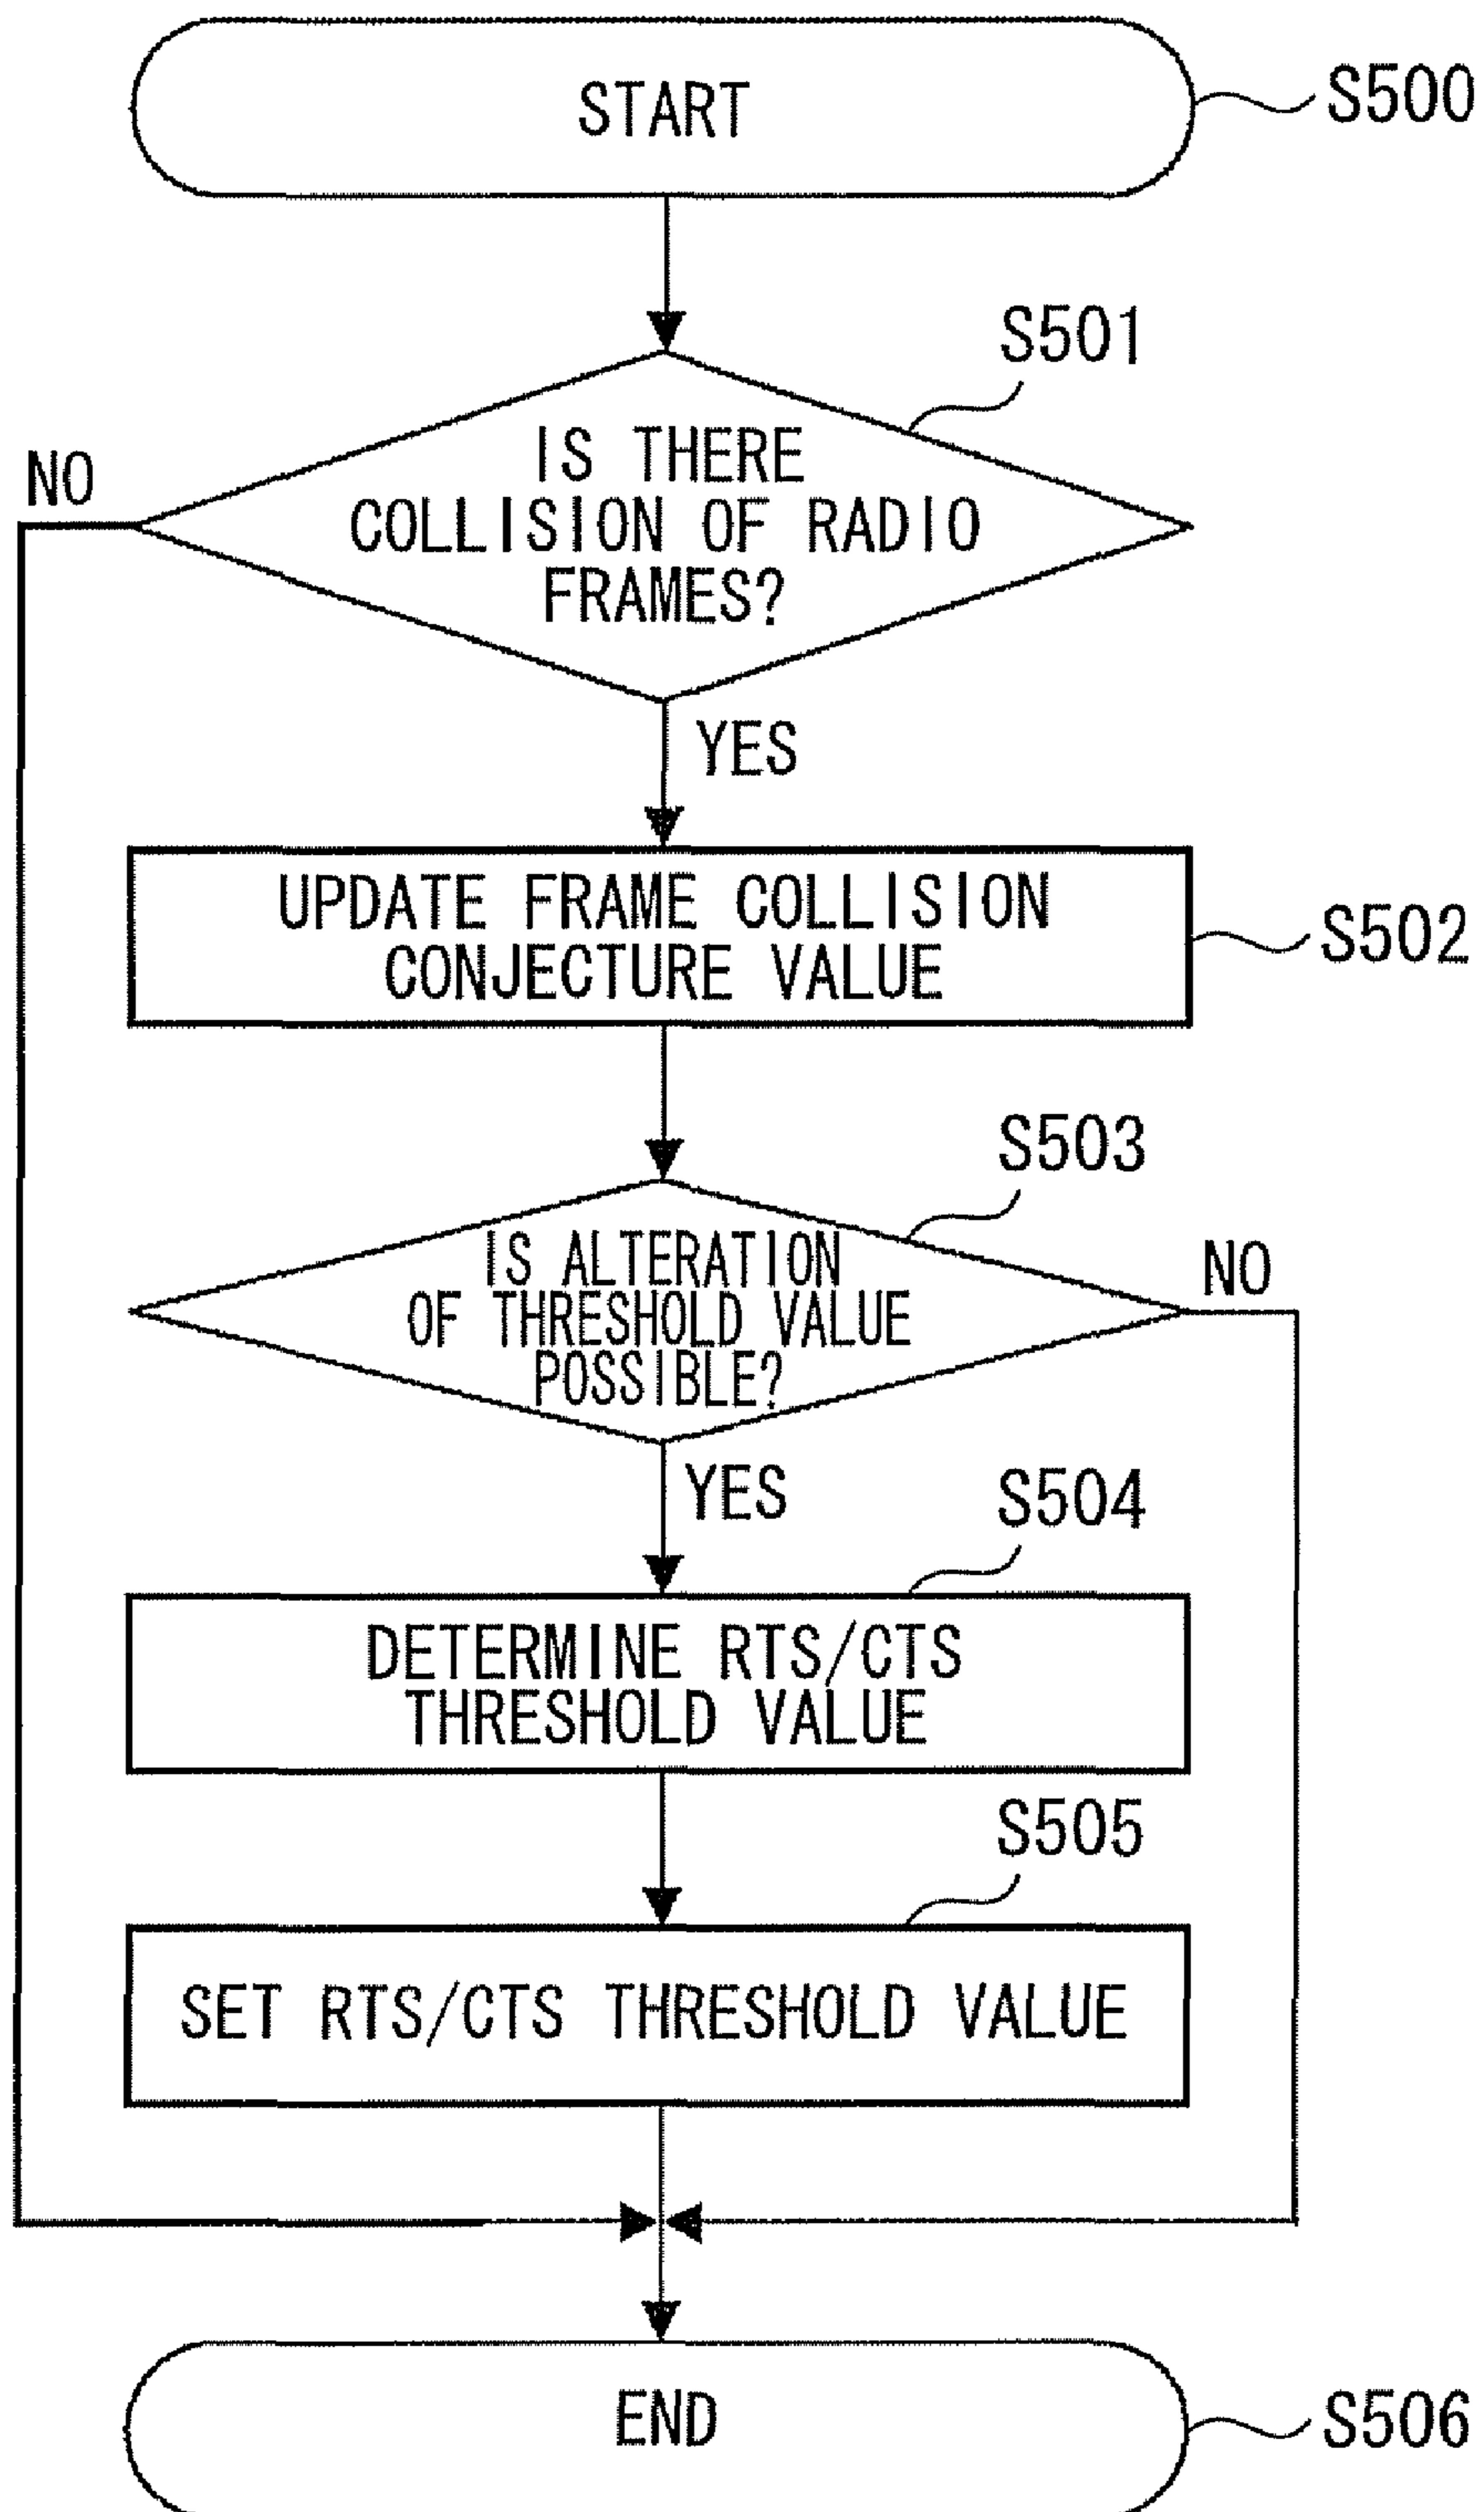 START
S500
S501
IS THERE
COLLISION OF RADIO
FRAMES?
NO
YES
UPDATE FRAME COLLISION
CONJECTURE VALUE
S502
S503
IS ALTERATION
OF THRESHOLD VALUE
POSSIBLE?
NO
YES
S504
DETERMINE RTS/CTS
THRESHOLD VALUE
S505
SET RTS/CTS THRESHOLD VALUE
END
S506